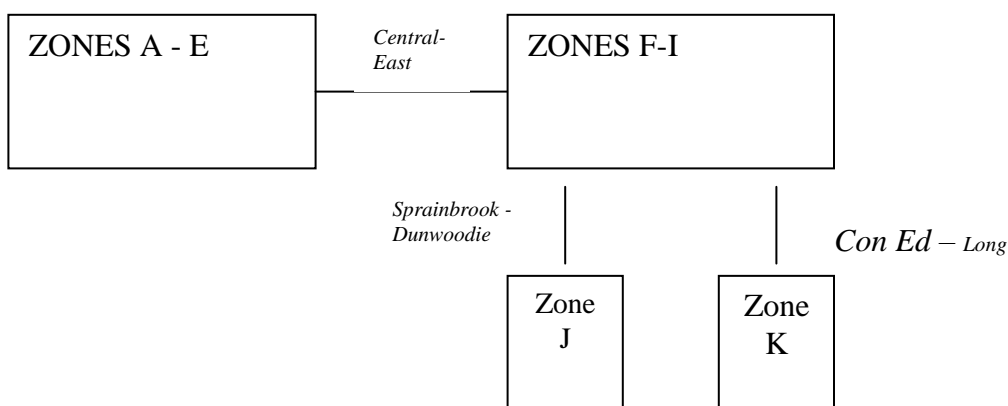 ZONES A - E
Central-
East
ZONES F-I
Sprainbrook -
Dunwoodie
Con Ed – Long
Zone
J
Zone
K